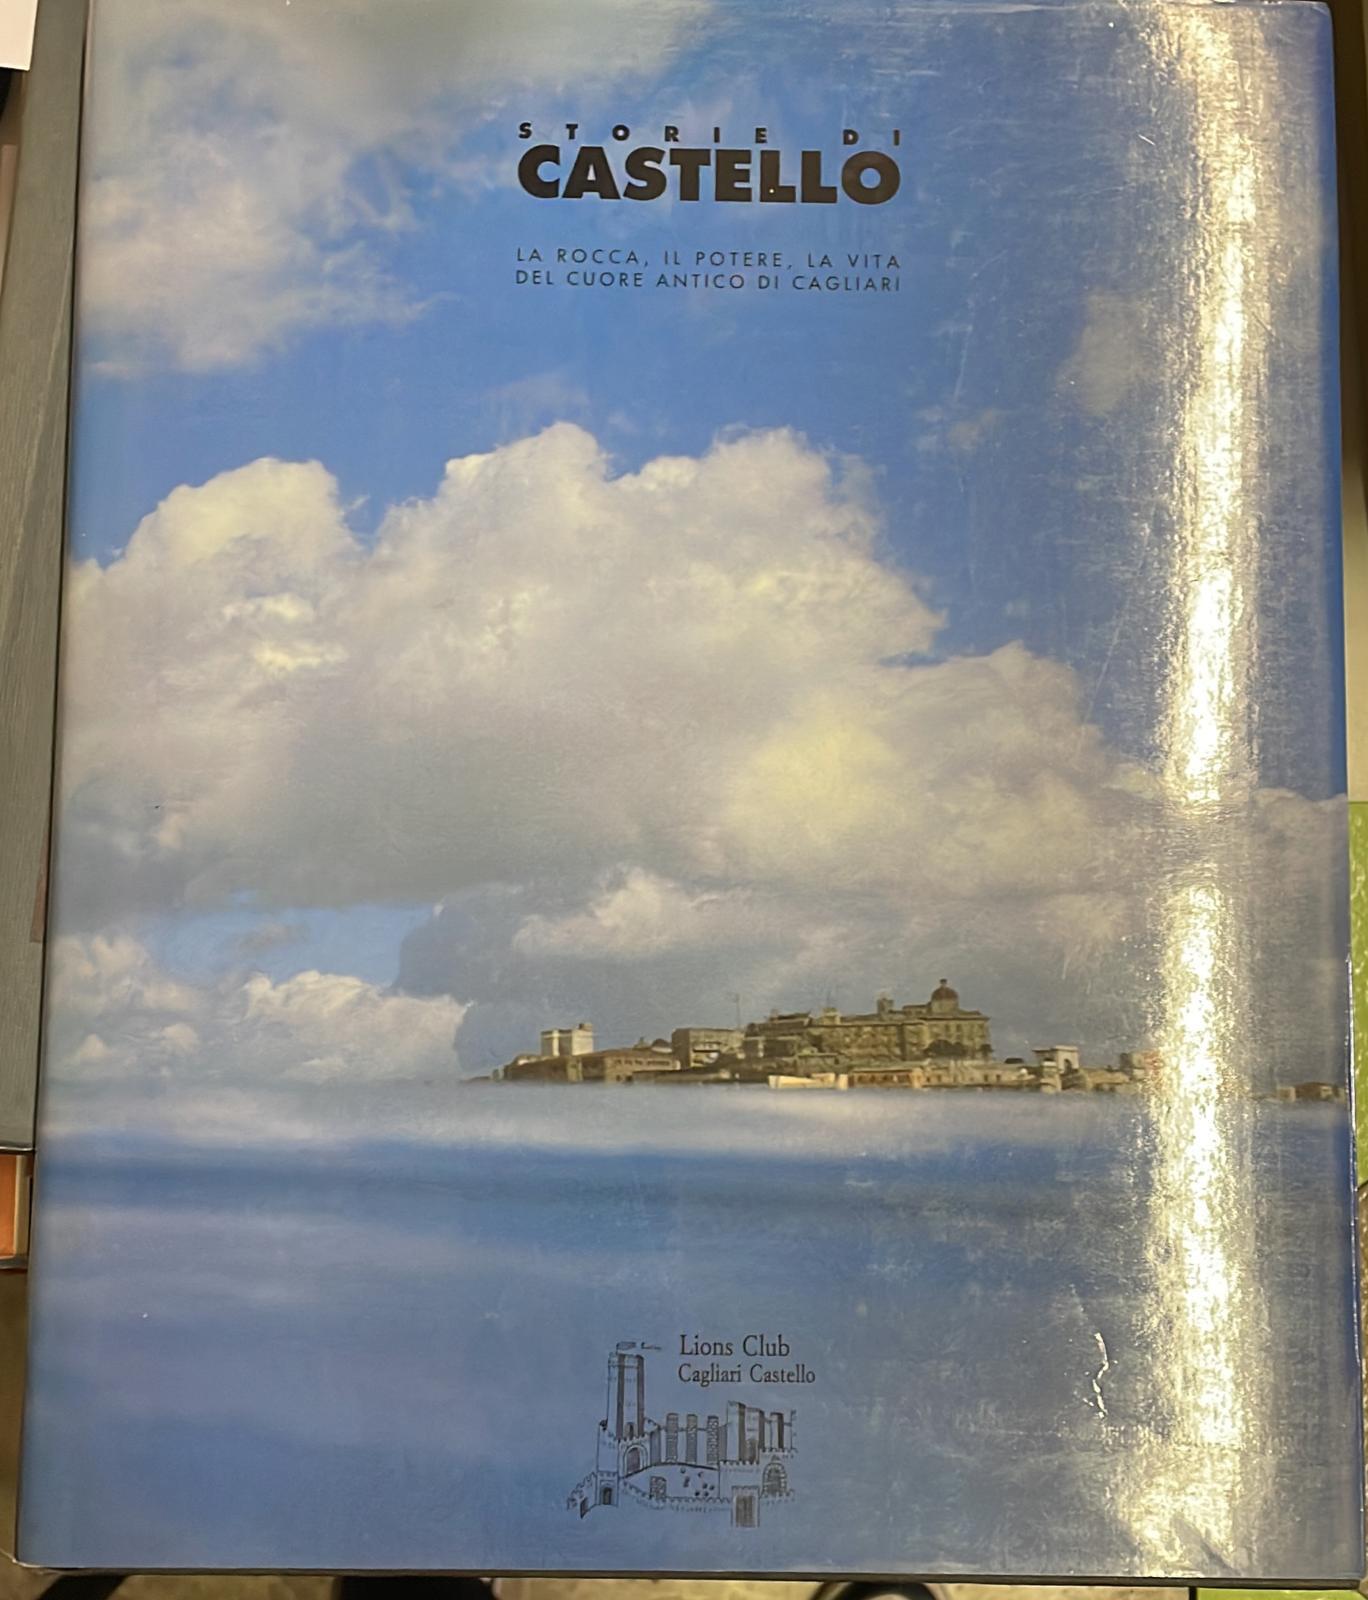 STORIE DI
CASTELLO
LA ROCCA, IL POTERE, LA VITA
DEL CUORE ANTICO DI CAGLIARI
Lions Club
Cagliari Castello